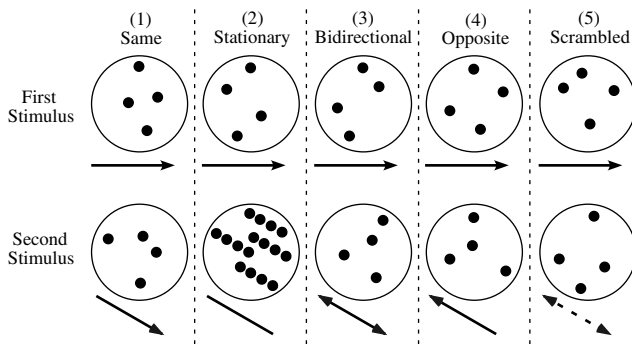 (1) (2) (3) (4) (5)
Same Stationary Bidirectional Opposite Scrambled
First
Stimulus
Second
Stimulus